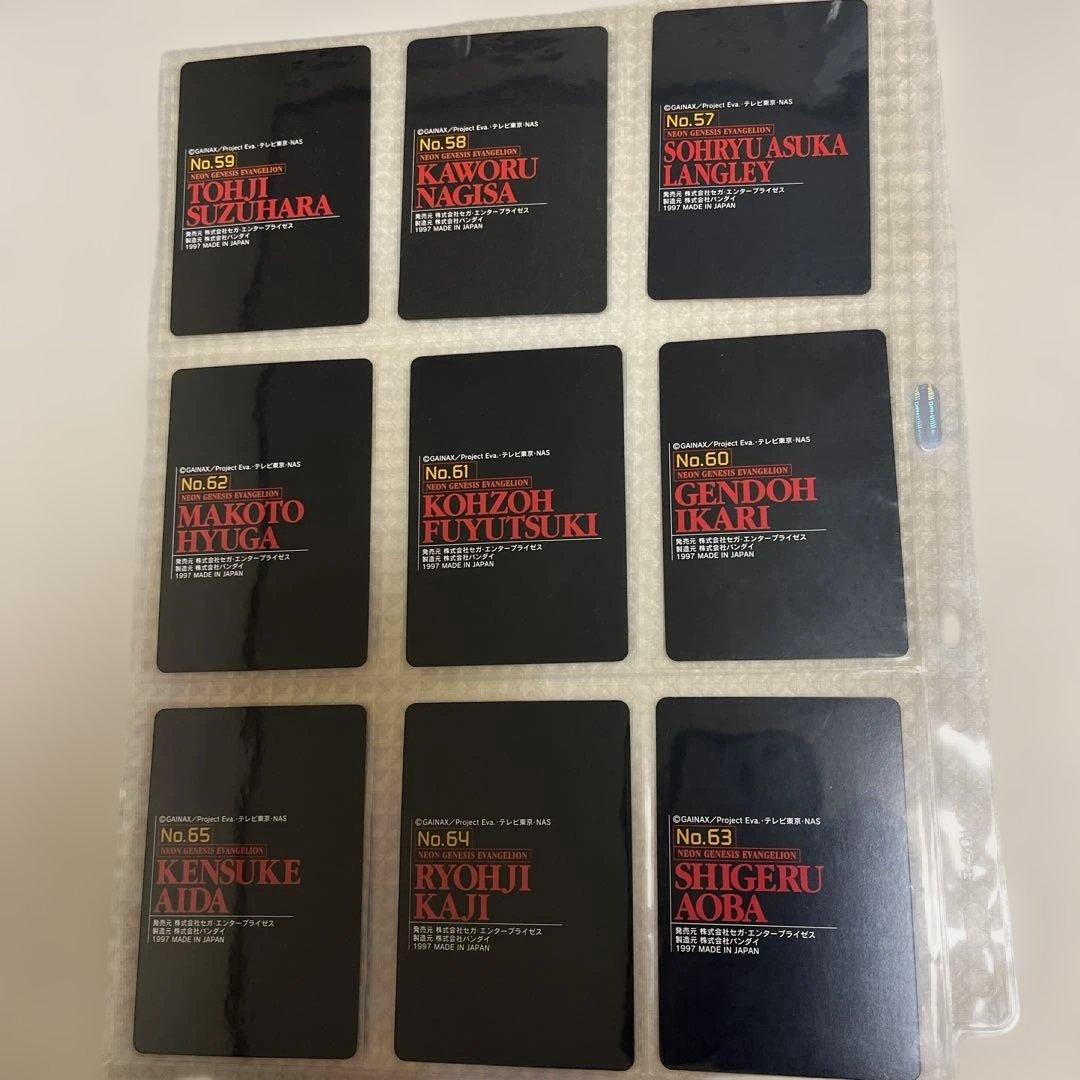 ©GAINAX/Project Eva.・テレビ東京・NAS
No.59
NEON GENESIS EVANGELION
TOHJI
SUZUHARA
発売元 株式会社セガ・エンタープライゼス
製造元 株式会社バンダイ
1997 MADE IN JAPAN
©GAINAX/Project Eva.・テレビ東京・NAS
No.58
NEON GENESIS EVANGELION
KAWORU
NAGISA
発売元 株式会社セガ・エンタープライゼス
製造元 株式会社バンダイ
1997 MADE IN JAPAN
©GAINAX/Project Eva.・テレビ東京・NAS
No.57
NEON GENESIS EVANGELION
SOHRYU ASUKA
LANGLEY
発売元 株式会社セガ・エンタープライゼス
製造元 株式会社バンダイ
1997 MADE IN JAPAN
©GAINAX/Project Eva.・テレビ東京・NAS
No.62
NEON GENESIS EVANGELION
MAKOTO
HYUGA
発売元 株式会社セガ・エンタープライゼス
製造元 株式会社バンダイ
1997 MADE IN JAPAN
©GAINAX/Project Eva.・テレビ東京・NAS
No.61
NEON GENESIS EVANGELION
KOHZOH
FUYUTSUKI
発売元 株式会社セガ・エンタープライゼス
製造元 株式会社バンダイ
1997 MADE IN JAPAN
©GAINAX/Project Eva.・テレビ東京・NAS
No.60
NEON GENESIS EVANGELION
GENDOH
IKARI
発売元 株式会社セガ・エンタープライゼス
製造元 株式会社バンダイ
1997 MADE IN JAPAN
©GAINAX/Project Eva.・テレビ東京・NAS
No.65
NEON GENESIS EVANGELION
KENSUKE
AIDA
発売元 株式会社セガ・エンタープライゼス
製造元 株式会社バンダイ
1997 MADE IN JAPAN
©GAINAX/Project Eva.・テレビ東京・NAS
No.64
NEON GENESIS EVANGELION
RYOHJI
KAJI
発売元 株式会社セガ・エンタープライゼス
製造元 株式会社バンダイ
1997 MADE IN JAPAN
©GAINAX/Project Eva.・テレビ東京・NAS
No.63
NEON GENESIS EVANGELION
SHIGERU
AOBA
発売元 株式会社セガ・エンタープライゼス
製造元 株式会社バンダイ
1997 MADE IN JAPAN